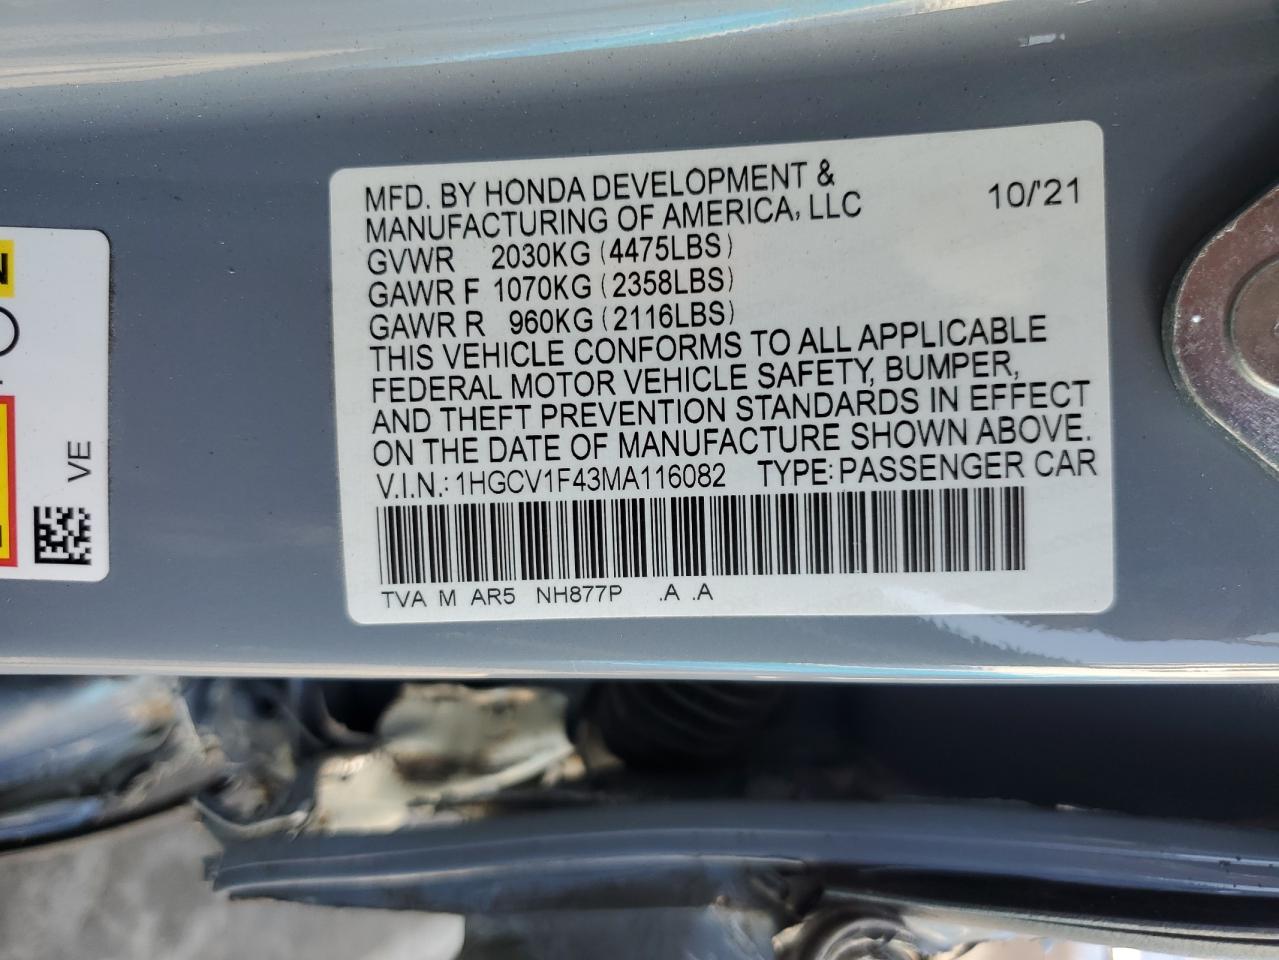 MFD. BY HONDA DEVELOPMENT &
MANUFACTURING OF AMERICA, LLC
10/'21
GVWR 2030KG (4475LBS)
GAWR F 1070KG (2358LBS)
GAWR R 960KG (2116LBS)
THIS VEHICLE CONFORMS TO ALL APPLICABLE
FEDERAL MOTOR VEHICLE SAFETY, BUMPER,
AND THEFT PREVENTION STANDARDS IN EFFECT
ON THE DATE OF MANUFACTURE SHOWN ABOVE.
V.I.N.: 1HGCV1F43MA116082 TYPE: PASSENGER CAR
TVA M AR5 NH877P .A .A
VE